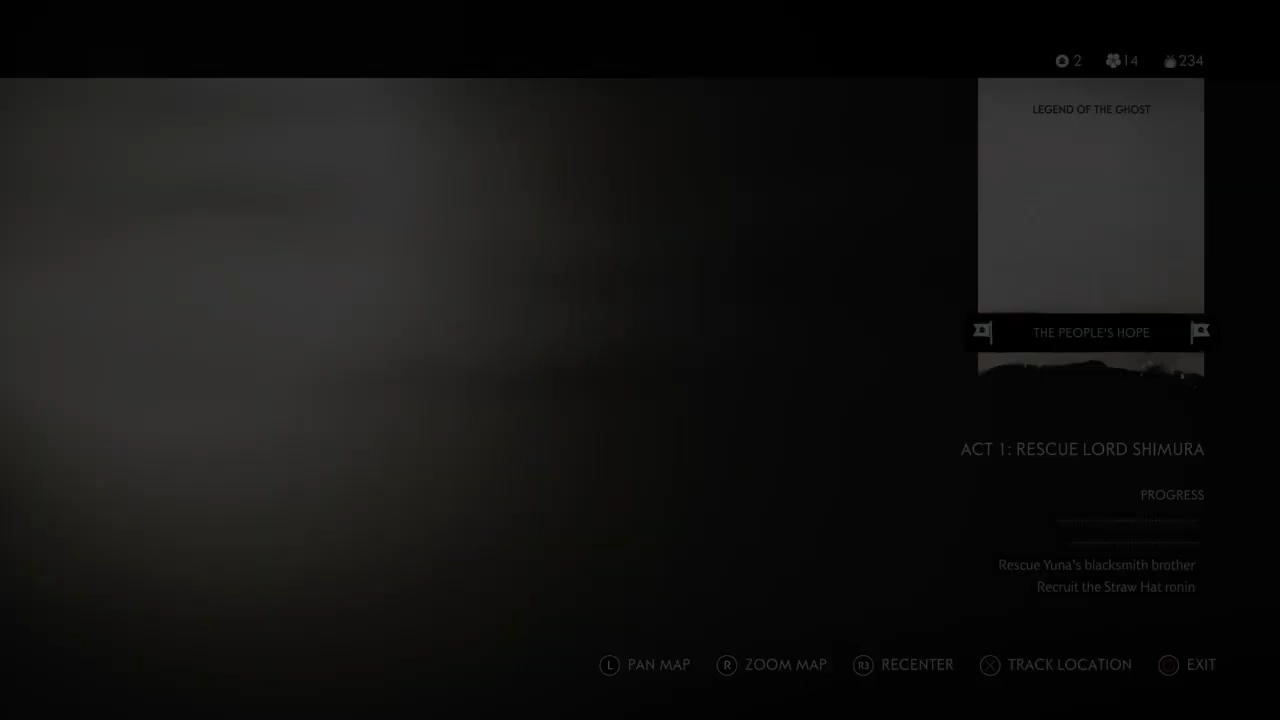 2 14 234
LEGEND OF THE GHOST
THE PEOPLE'S HOPE
ACT 1: RESCUE LORD SHIMURA
PROGRESS
Rescue Yuna's blacksmith brother
Recruit the Straw Hat ronin
L PAN MAP R ZOOM MAP R3 RECENTER TRACK LOCATION EXIT